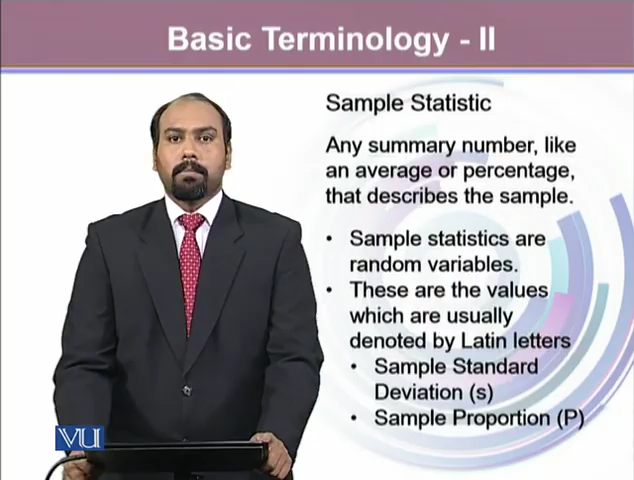 Basic Terminology - II
Sample Statistic
Any summary number, like
an average or percentage,
that describes the sample.
• Sample statistics are
random variables.
• These are the values
which are usually
denoted by Latin letters
• Sample Standard
Deviation (s)
• Sample Proportion (P)
VU